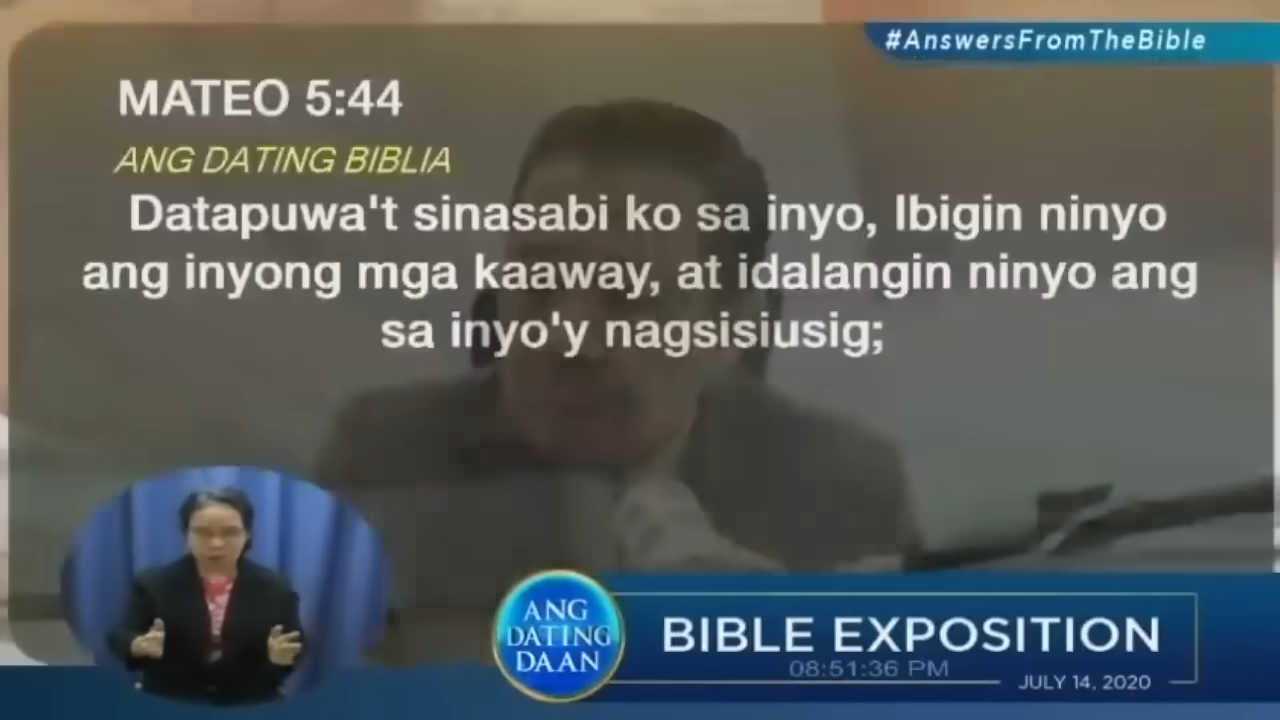 #AnswersFromTheBible
MATEO 5:44
ANG DATING BIBLIA
Datapuwa't sinasabi ko sa inyo, Ibigin ninyo
ang inyong mga kaaway, at idalangin ninyo ang
sa inyo'y nagsisiusig;
ANG
DATING
DAAN
BIBLE EXPOSITION
08:51:36 PM
JULY 14, 2020